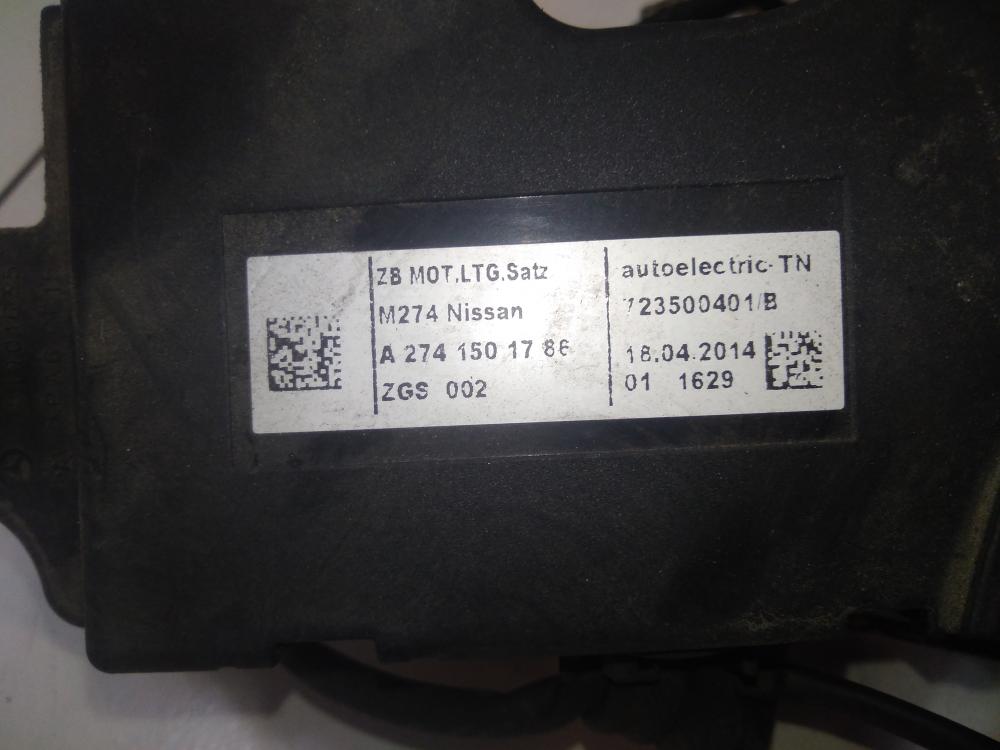 ZB MOT.LTG.Satz
M274 Nissan
A 274 150 17 86
ZGS 002
autoelectric-TN
723500401/B
18.04.2014
01 1629